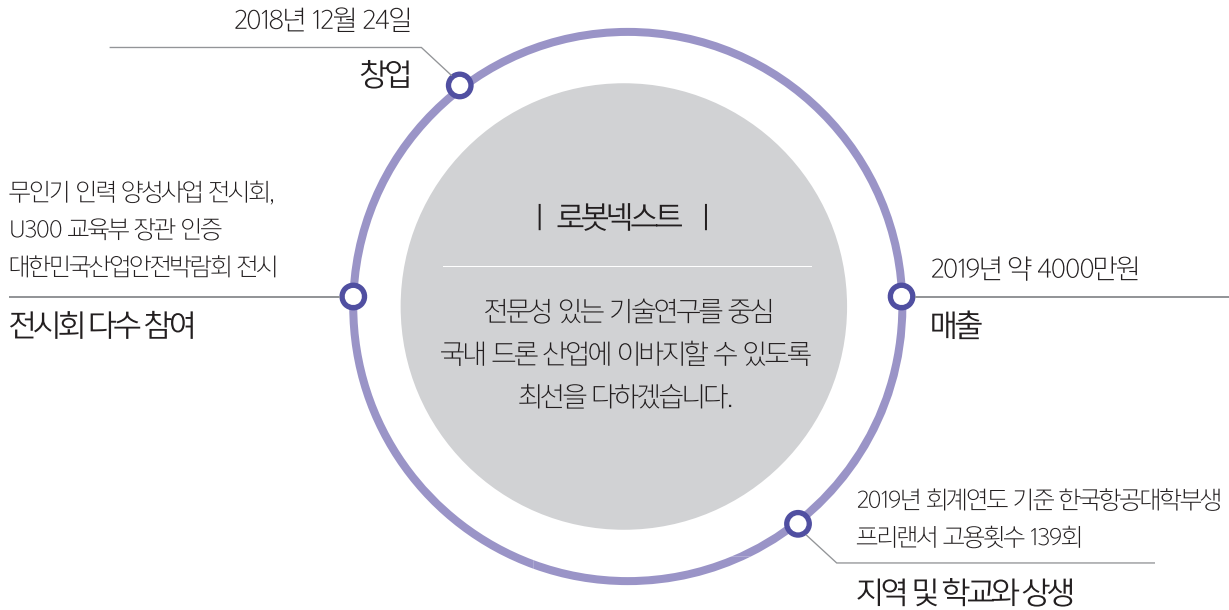 2018년 12월 24일
창업
무인기 인력 양성사업 전시회,
U300 교육부 장관 인증
대한민국산업안전박람회 전시
전시회 다수 참여
| 로봇넥스트 |
전문성 있는 기술연구를 중심
국내 드론 산업에 이바지할 수 있도록
최선을 다하겠습니다.
2019년 약 4000만원
매출
2019년 회계연도 기준 한국항공대학부생
프리랜서 고용횟수 139회
지역 및 학교와 상생